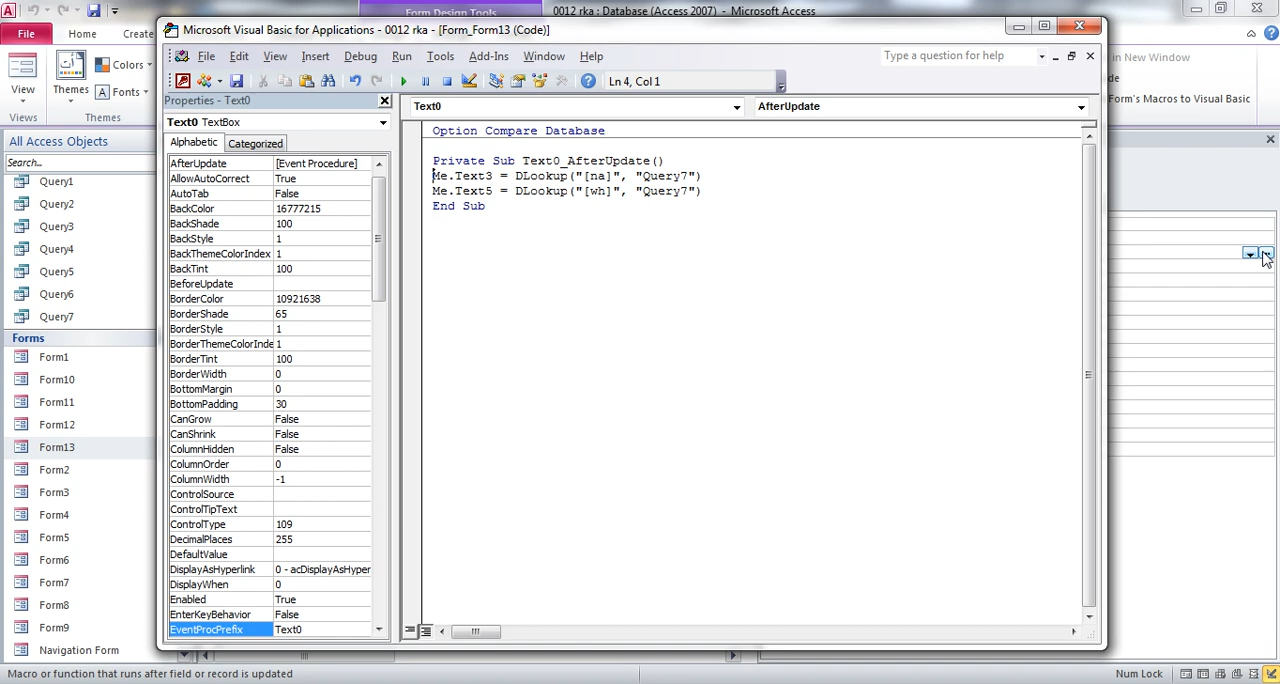 Form Design Tools
0012 rka : Database (Access 2007) - Microsoft Access
File
Home
Create
View
Themes
Colors
Fonts
Views
Themes
in New Window
de
Form's Macros to Visual Basic
All Access Objects
Search...
Query1
Query2
Query3
Query4
Query5
Query6
Query7
Forms
Form1
Form10
Form11
Form12
Form13
Form2
Form3
Form4
Form5
Form6
Form7
Form8
Form9
Navigation Form
Microsoft Visual Basic for Applications - 0012 rka - [Form_Form13 (Code)]
File Edit View Insert Debug Run Tools Add-Ins Window Help
Type a question for help
Ln 4, Col 1
Properties - Text0
Text0 TextBox
Alphabetic Categorized
AfterUpdate [Event Procedure]
AllowAutoCorrect True
AutoTab False
BackColor 16777215
BackShade 100
BackStyle 1
BackThemeColorIndex 1
BackTint 100
BeforeUpdate
BorderColor 10921638
BorderShade 65
BorderStyle 1
BorderThemeColorInde 1
BorderTint 100
BorderWidth 0
BottomMargin 0
BottomPadding 30
CanGrow False
CanShrink False
ColumnHidden False
ColumnOrder 0
ColumnWidth -1
ControlSource
ControlTipText
ControlType 109
DecimalPlaces 255
DefaultValue
DisplayAsHyperlink 0 - acDisplayAsHyper
DisplayWhen 0
Enabled True
EnterKeyBehavior False
EventProcPrefix Text0
Text0
AfterUpdate
Option Compare Database
Private Sub Text0_AfterUpdate()
Me.Text3 = DLookup("[na]", "Query7")
Me.Text5 = DLookup("[wh]", "Query7")
End Sub
Macro or function that runs after field or record is updated
Num Lock